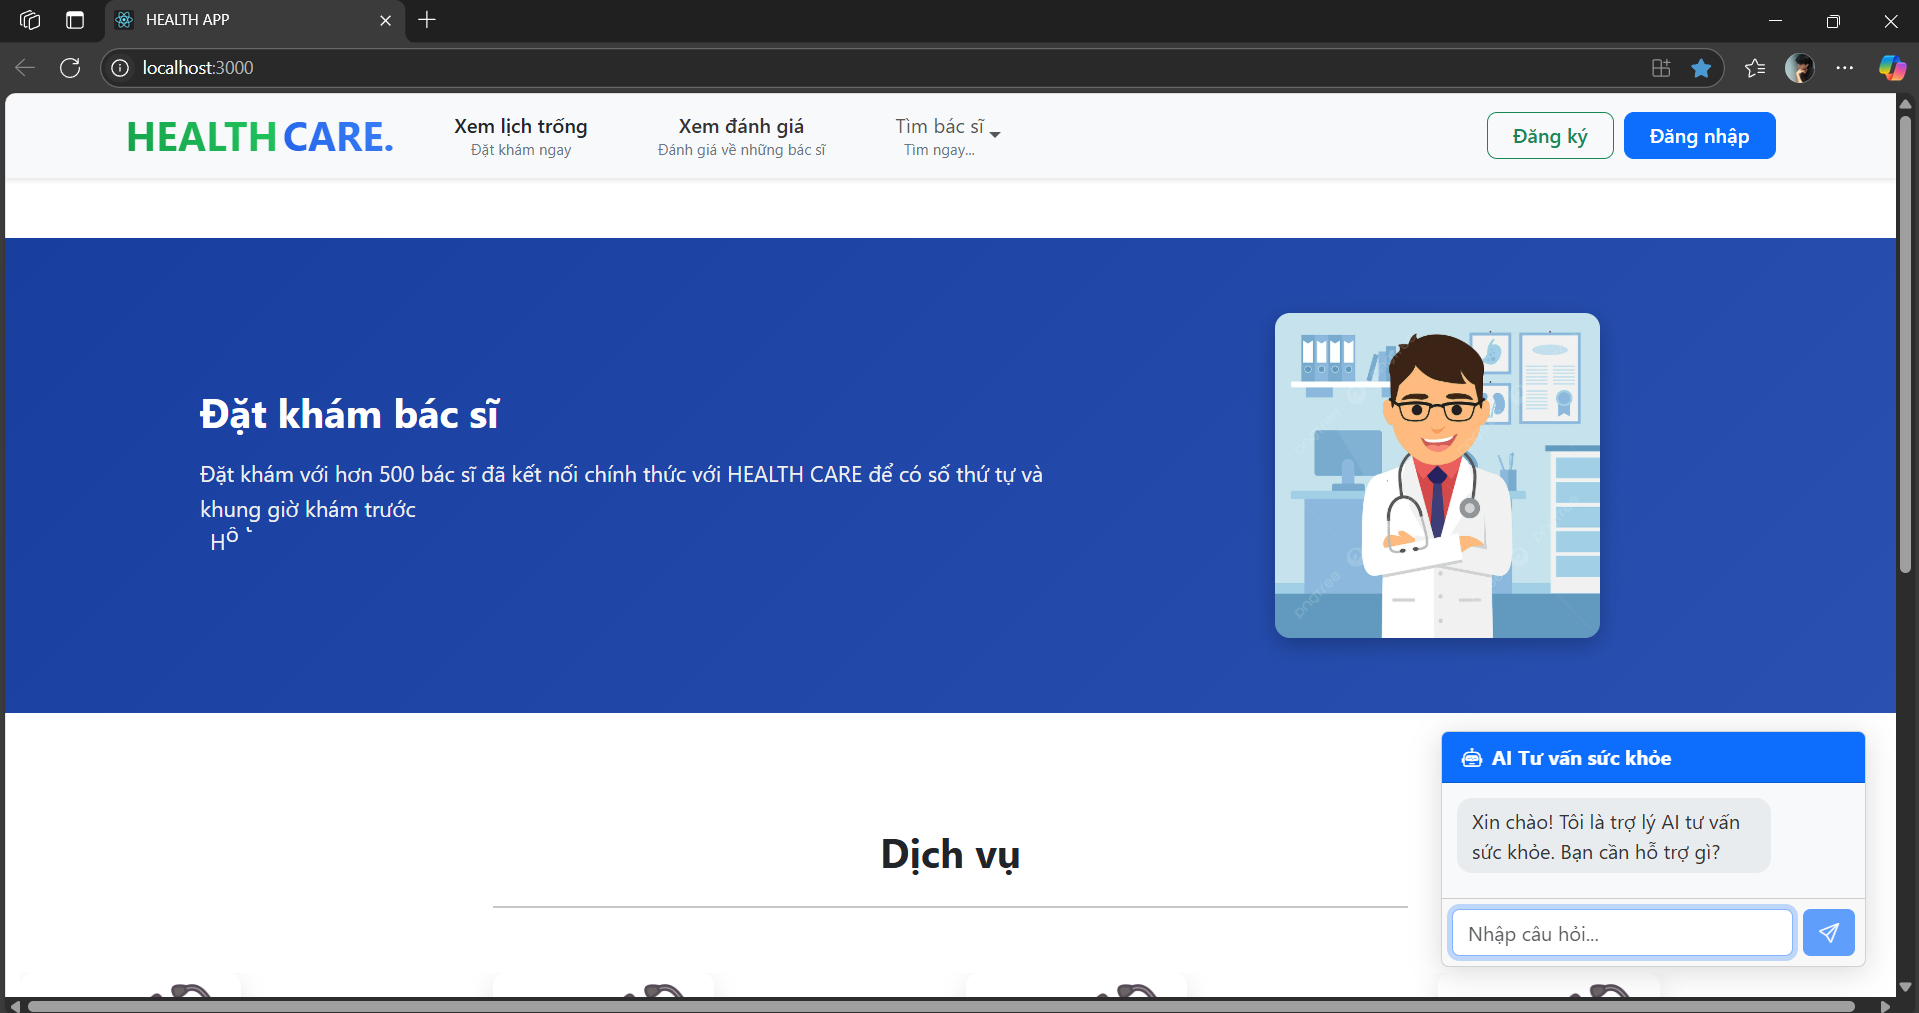 HEALTH APP
localhost:3000
HEALTH CARE.
Xem lịch trống
Đặt khám ngay
Xem đánh giá
Đánh giá về những bác sĩ
Tìm bác sĩ
Tìm ngay...
Đăng ký
Đăng nhập
Đặt khám bác sĩ
Đặt khám với hơn 500 bác sĩ đã kết nối chính thức với HEALTH CARE để có số thứ tự và
khung giờ khám trước
Hô
pngtree
AI Tư vấn sức khỏe
Xin chào! Tôi là trợ lý AI tư vấn
sức khỏe. Bạn cần hỗ trợ gì?
Nhập câu hỏi...
Dịch vụ